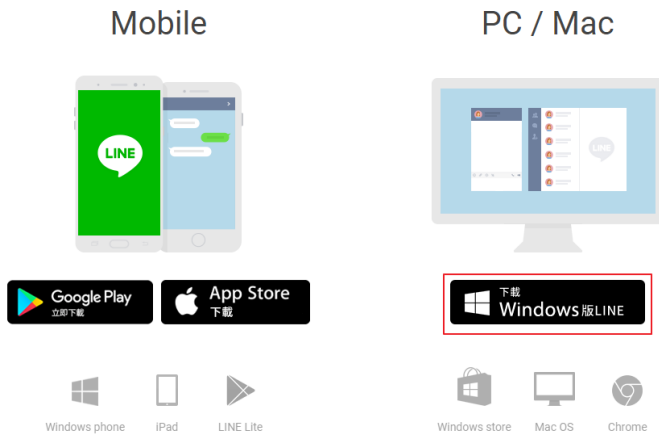 Mobile
PC / Mac
LINE
LINE
Google Play
立即下載
App Store
下載
下載
Windows版LINE
Windows phone
iPad
LINE Lite
Windows store
Mac OS
Chrome